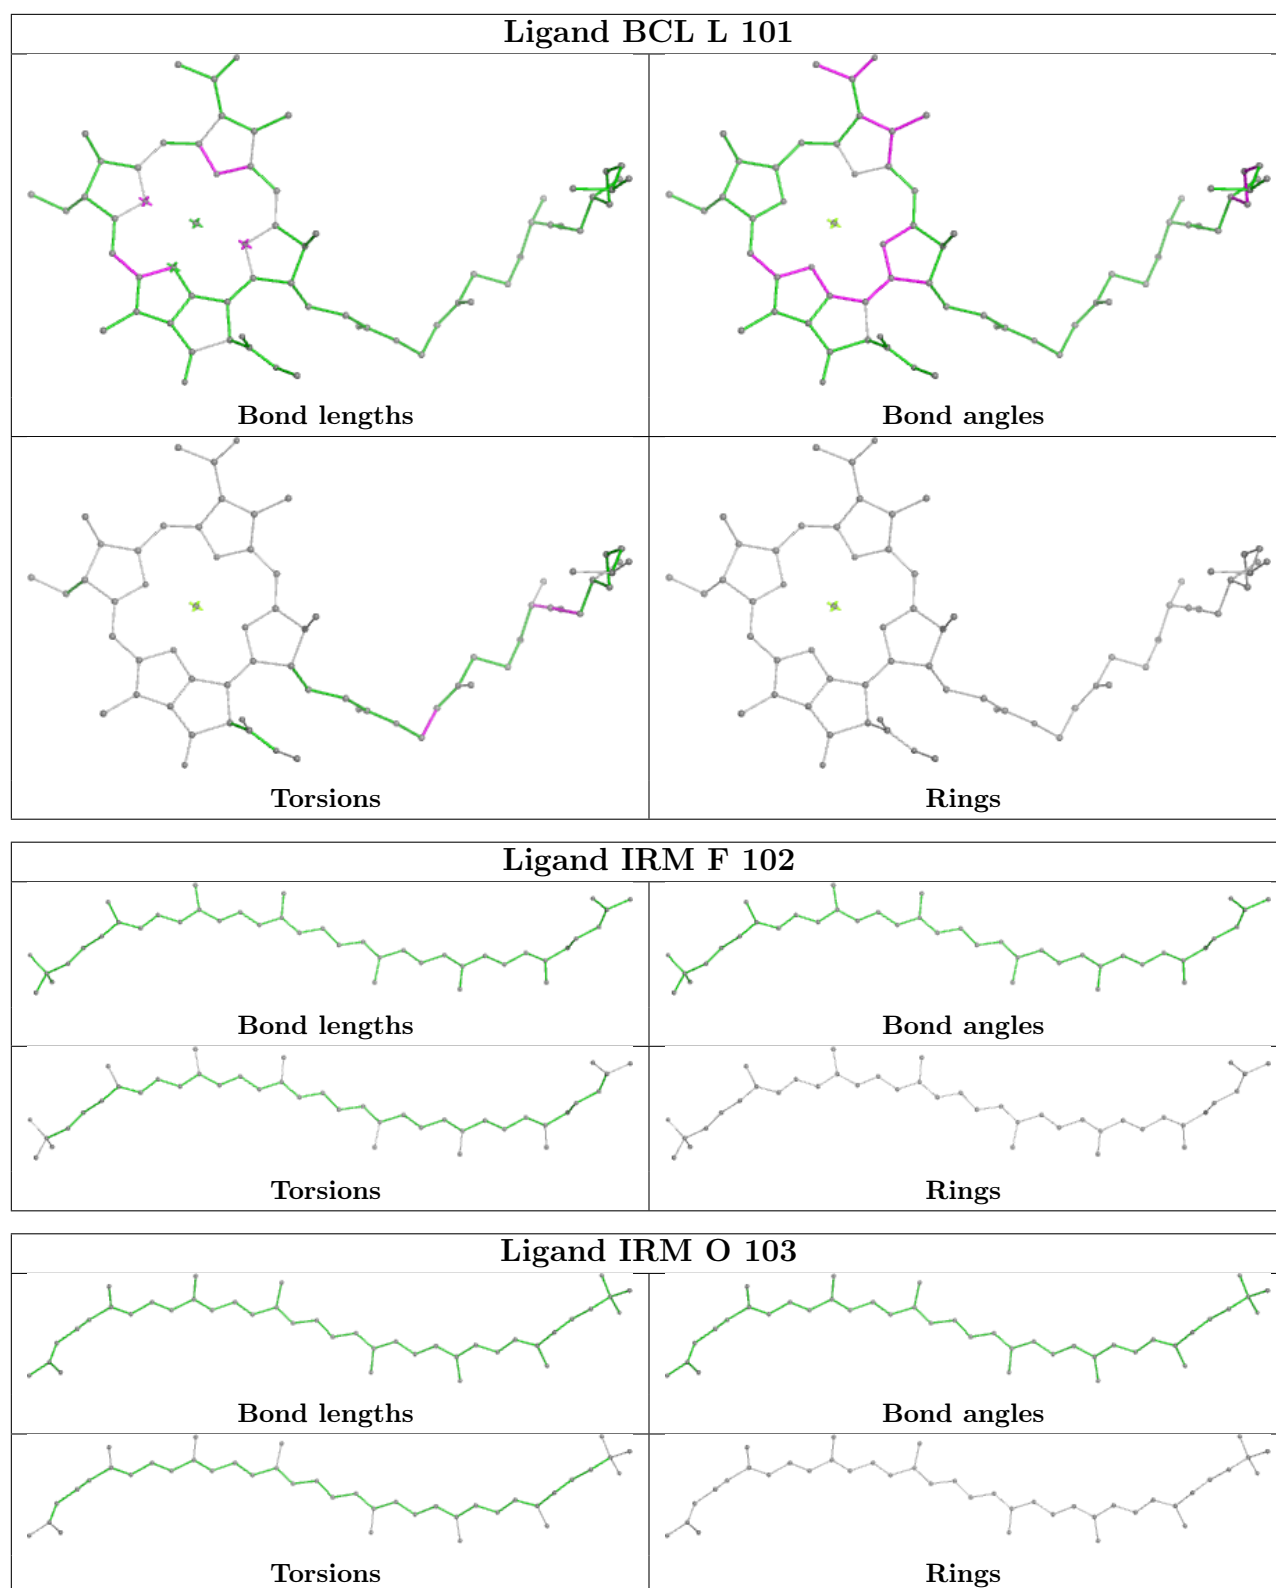 Ligand BCL L 101
Bond lengths
Bond angles
Torsions
Rings
Ligand IRM F 102
Bond lengths
Bond angles
Torsions
Rings
Ligand IRM O 103
Bond lengths
Bond angles
Torsions
Rings